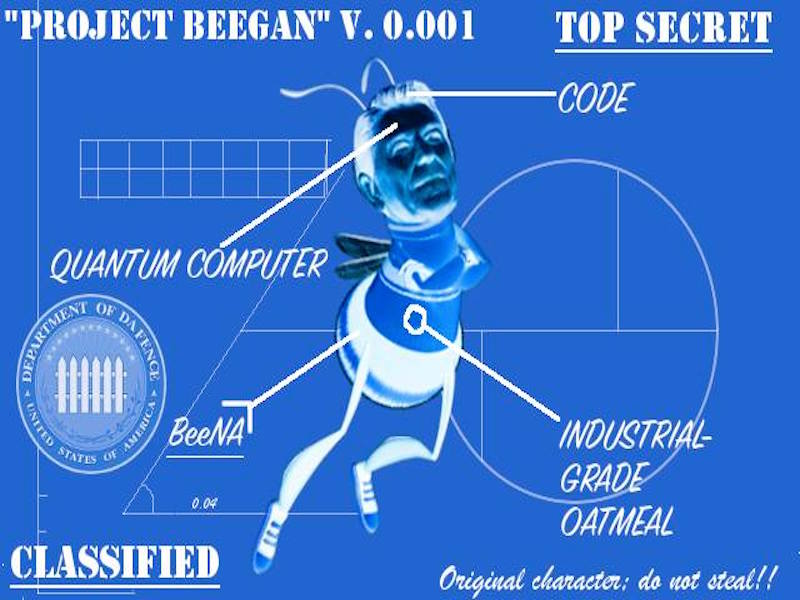 "PROJECT BEEGAN" V. 0.001
TOP SECRET
CODE
QUANTUM COMPUTER
DEPARTMENT OF DAFENCE
UNITED STATES OF AMERICA
BeeNA
INDUSTRIAL-
GRADE
OATMEAL
0.04
CLASSIFIED
Original character; do not steal!!